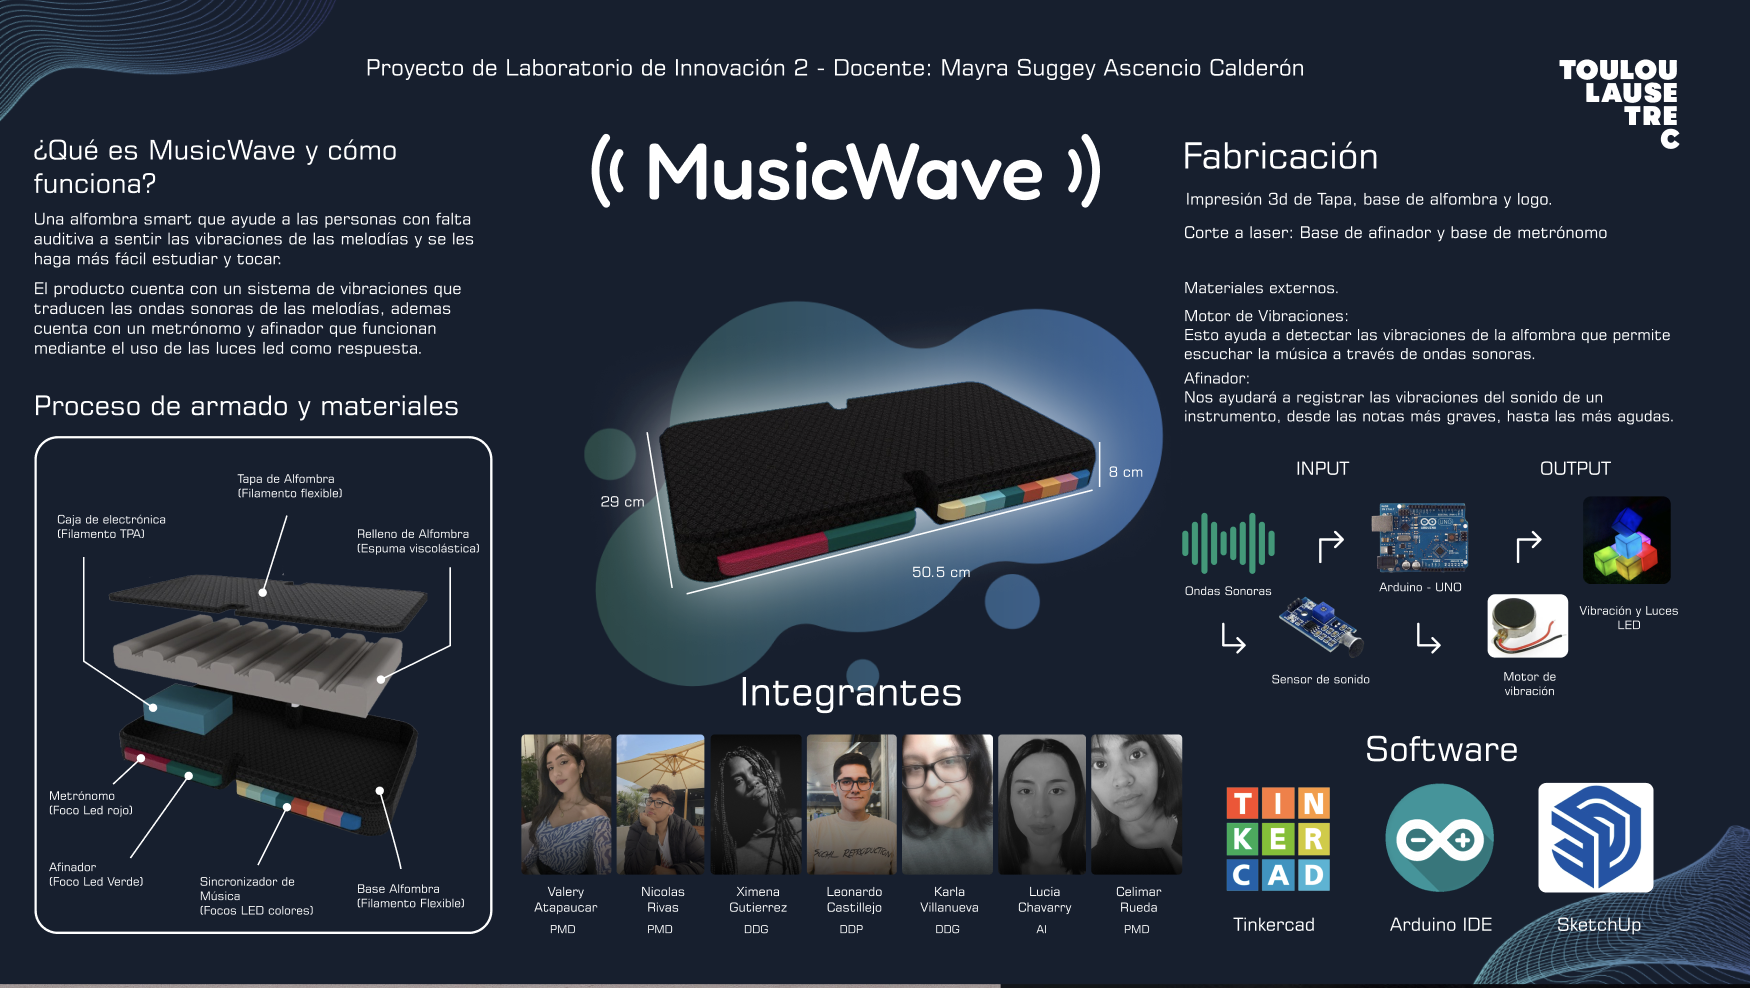 Proyecto de Laboratorio de Innovación 2 - Docente: Mayra Suggey Ascencio Calderón
TOULOU
LAUSE
TRE
C
¿Qué es MusicWave y cómo
funciona?
Una alfombra smart que ayude a las personas con falta
auditiva a sentir las vibraciones de las melodías y se les
haga más fácil estudiar y tocar.
El producto cuenta con un sistema de vibraciones que
traducen las ondas sonoras de las melodías, ademas
cuenta con un metrónomo y afinador que funcionan
mediante el uso de las luces led como respuesta.
Proceso de armado y materiales
Tapa de Alfombra
(Filamento flexible)
Caja de electrónica
(Filamento TPA)
Relleno de Alfombra
(Espuma viscolástica)
Metrónomo
(Foco Led rojo)
Afinador
(Foco Led Verde)
Sincronizador de
Música
(Focos LED colores)
Base Alfombra
(Filamento Flexible)
MusicWave
29 cm
8 cm
50.5 cm
Integrantes
Valery
Atapaucar
PMD
Nicolas
Rivas
PMD
Ximena
Gutierrez
DDG
Leonardo
Castillejo
DDP
Karla
Villanueva
DDG
Lucia
Chavarry
AI
Celimar
Rueda
PMD
Fabricación
Impresión 3d de Tapa, base de alfombra y logo.
Corte a laser: Base de afinador y base de metrónomo
Materiales externos.
Motor de Vibraciones:
Esto ayuda a detectar las vibraciones de la alfombra que permite
escuchar la música a través de ondas sonoras.
Afinador:
Nos ayudará a registrar las vibraciones del sonido de un
instrumento, desde las notas más graves, hasta las más agudas.
INPUT
OUTPUT
Ondas Sonoras
Arduino - UNO
Vibración y Luces
LED
Sensor de sonido
Motor de
vibración
Software
TIN
KER
CAD
Tinkercad
Arduino IDE
SketchUp